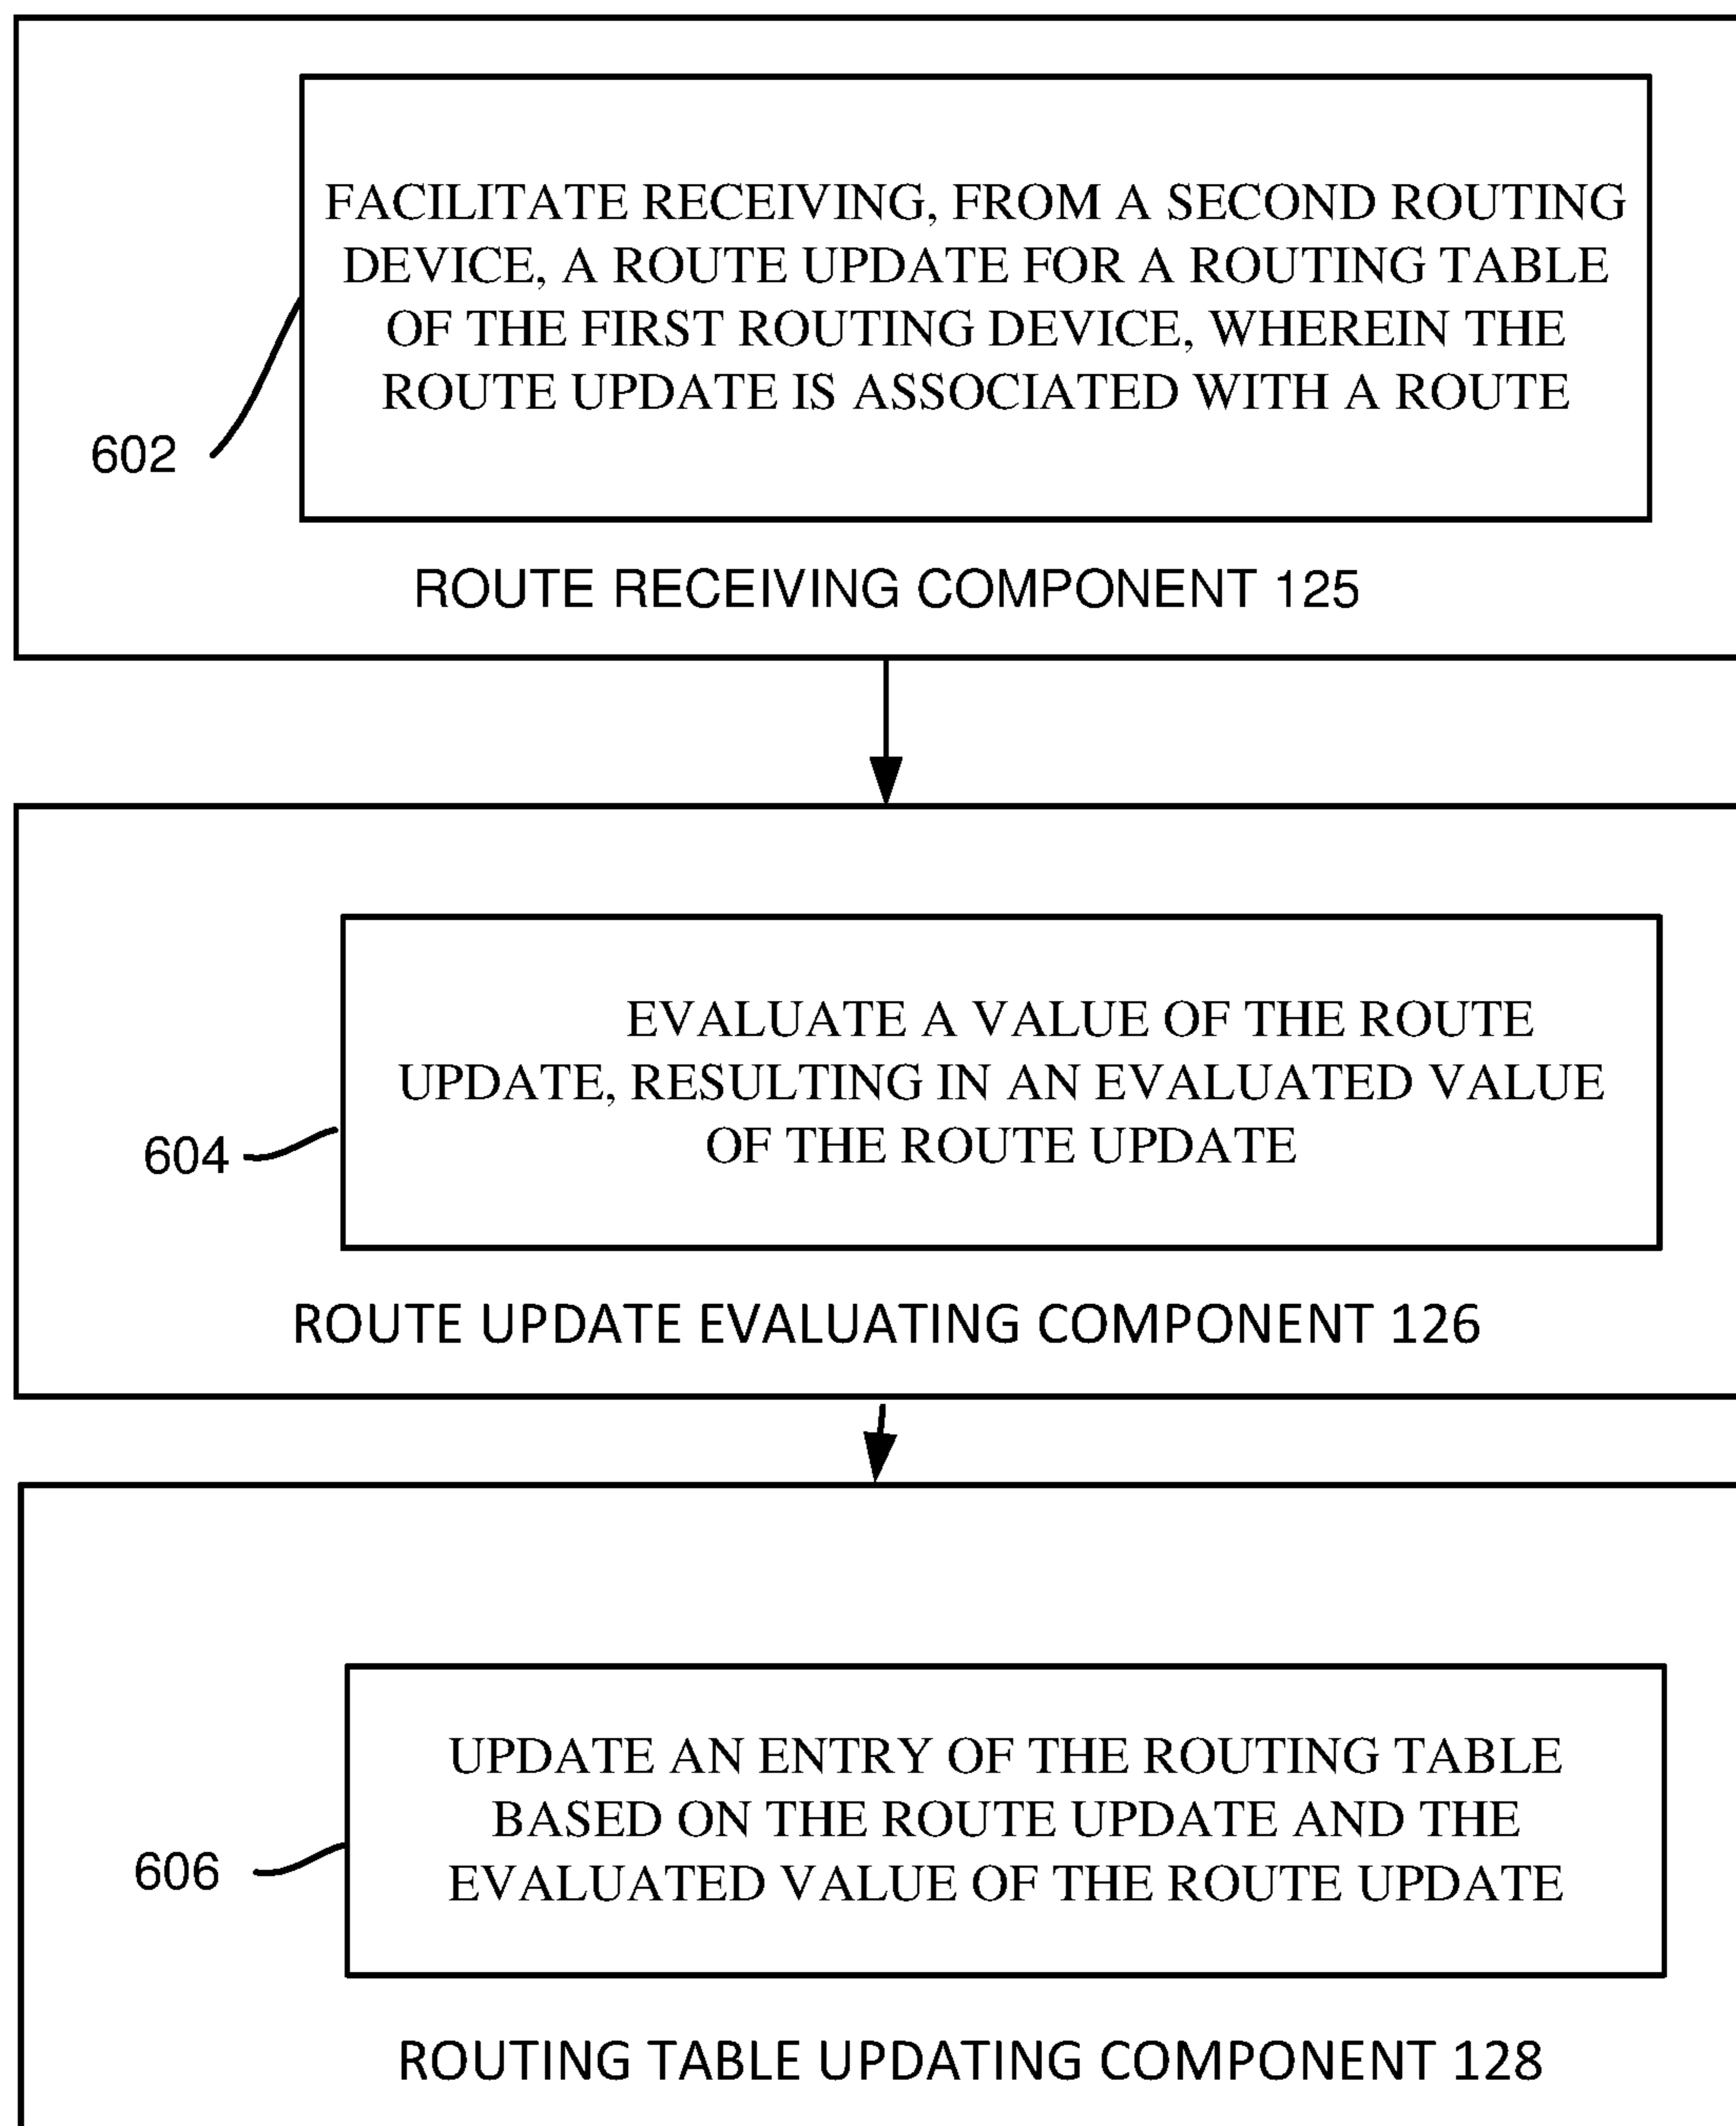 FACILITATE RECEIVING, FROM A SECOND ROUTING
DEVICE, A ROUTE UPDATE FOR A ROUTING TABLE
OF THE FIRST ROUTING DEVICE, WHEREIN THE
ROUTE UPDATE IS ASSOCIATED WITH A ROUTE
602
ROUTE RECEIVING COMPONENT 125
EVALUATE A VALUE OF THE ROUTE
UPDATE, RESULTING IN AN EVALUATED VALUE
OF THE ROUTE UPDATE
604
ROUTE UPDATE EVALUATING COMPONENT 126
UPDATE AN ENTRY OF THE ROUTING TABLE
BASED ON THE ROUTE UPDATE AND THE
EVALUATED VALUE OF THE ROUTE UPDATE
606
ROUTING TABLE UPDATING COMPONENT 128